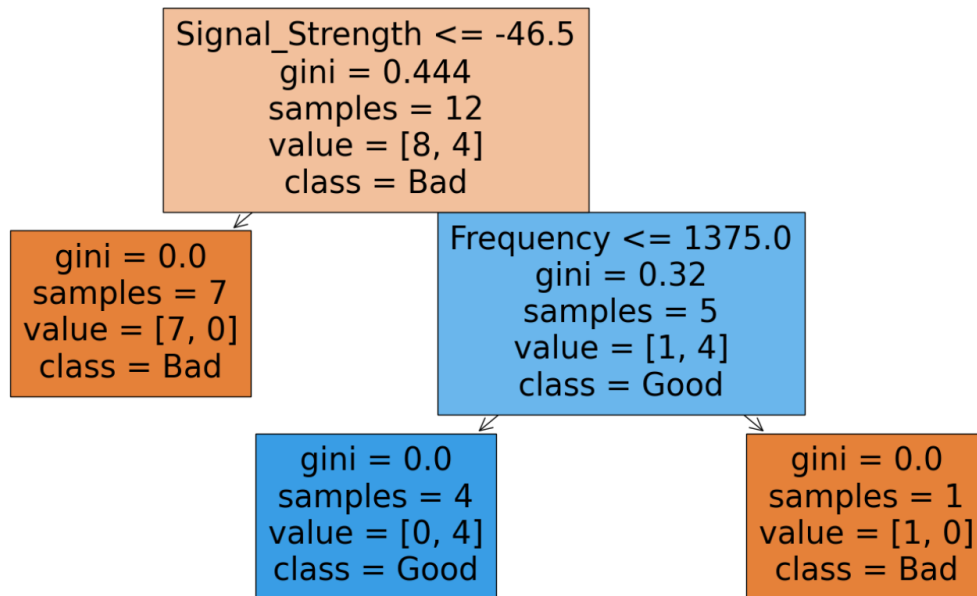 Signal_Strength <= -46.5
gini = 0.444
samples = 12
value = [8, 4]
class = Bad
gini = 0.0
samples = 7
value = [7, 0]
class = Bad
Frequency <= 1375.0
gini = 0.32
samples = 5
value = [1, 4]
class = Good
gini = 0.0
samples = 4
value = [0, 4]
class = Good
gini = 0.0
samples = 1
value = [1, 0]
class = Bad